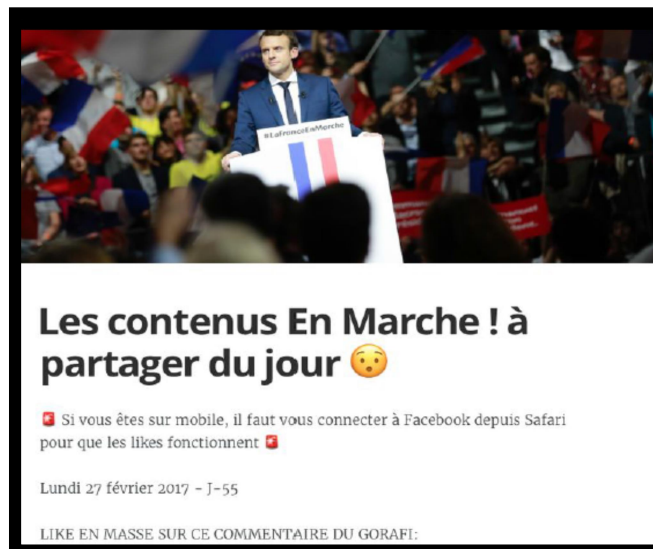 #LaFranceEnMarche
Les contenus En Marche ! à
partager du jour 😯
🚨 Si vous êtes sur mobile, il faut vous connecter à Facebook depuis Safari
pour que les likes fonctionnent 🚨
Lundi 27 février 2017 - J-55
LIKE EN MASSE SUR CE COMMENTAIRE DU GORAFI: